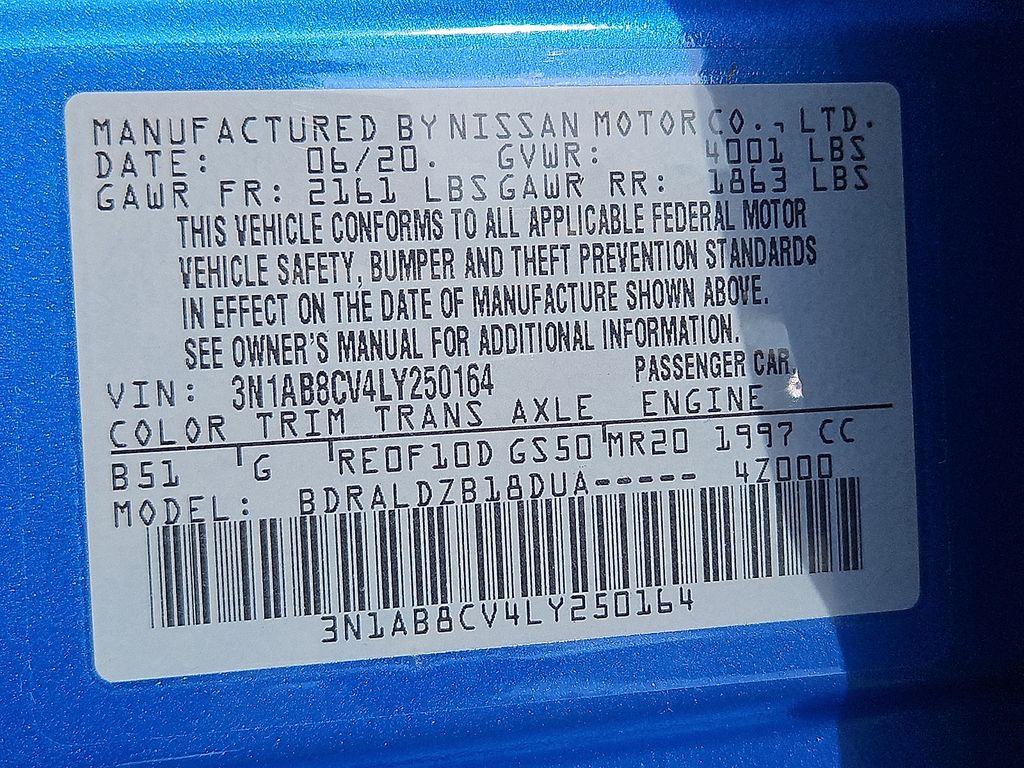 MANUFACTURED BY NISSAN MOTOR CO., LTD.
DATE: 06/20. GVWR: 4001 LBS
GAWR FR: 2161 LBS GAWR RR: 1863 LBS
THIS VEHICLE CONFORMS TO ALL APPLICABLE FEDERAL MOTOR
VEHICLE SAFETY, BUMPER AND THEFT PREVENTION STANDARDS
IN EFFECT ON THE DATE OF MANUFACTURE SHOWN ABOVE.
SEE OWNER'S MANUAL FOR ADDITIONAL INFORMATION.
VIN: 3N1AB8CV4LY250164 PASSENGER CAR
COLOR TRIM TRANS AXLE ENGINE
B51 G RE0F10D GS50 MR20 1997 CC
MODEL: BDRALDZB18DUA----- 4Z000
3N1AB8CV4LY250164